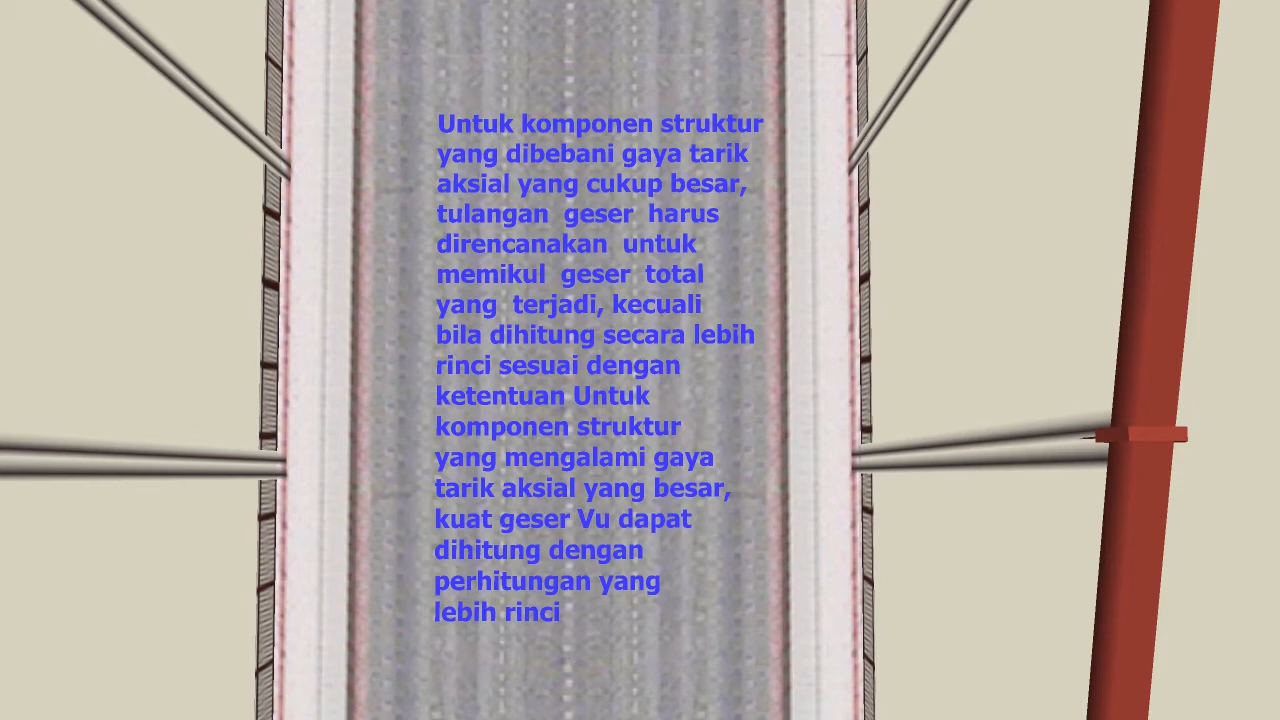 Untuk komponen struktur
yang dibebani gaya tarik
aksial yang cukup besar,
tulangan geser harus
direncanakan untuk
memikul geser total
yang terjadi, kecuali
bila dihitung secara lebih
rinci sesuai dengan
ketentuan Untuk
komponen struktur
yang mengalami gaya
tarik aksial yang besar,
kuat geser Vu dapat
dihitung dengan
perhitungan yang
lebih rinci